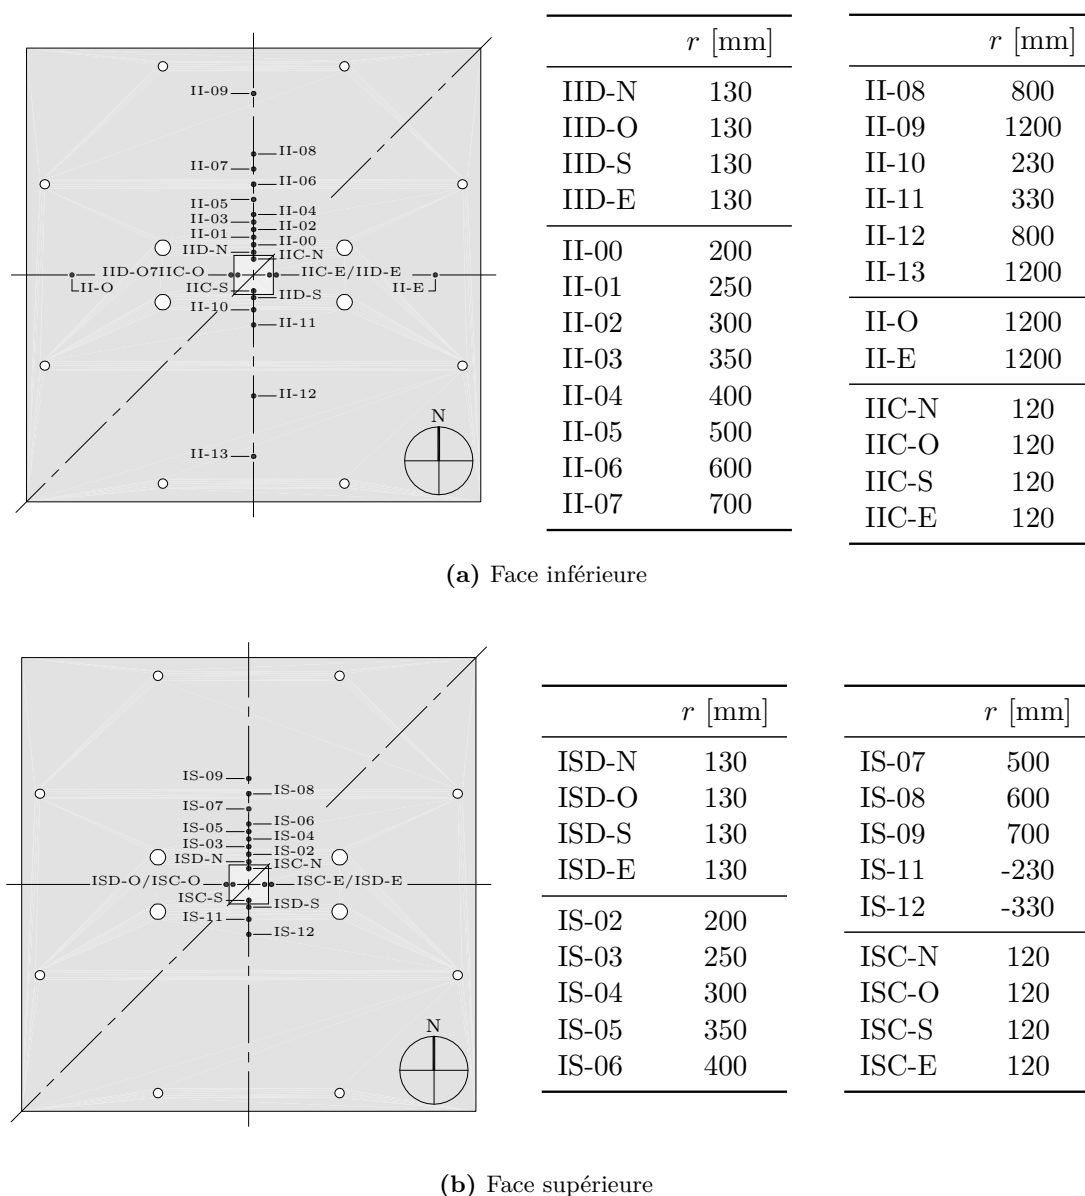 II-09
II-08
II-07
II-06
II-05
II-04
II-03
II-02
II-01
II-00
IID-N
IIC-N
IID-O7IIC-O
IIC-E/IID-E
II-O
IIC-S
II-E
IID-S
II-10
II-11
II-12
N
II-13
r [mm]
IID-N 130
IID-O 130
IID-S 130
IID-E 130
II-00 200
II-01 250
II-02 300
II-03 350
II-04 400
II-05 500
II-06 600
II-07 700
r [mm]
II-08 800
II-09 1200
II-10 230
II-11 330
II-12 800
II-13 1200
II-O 1200
II-E 1200
IIC-N 120
IIC-O 120
IIC-S 120
IIC-E 120
(a) Face inférieure
IS-09
IS-08
IS-07
IS-06
IS-05
IS-04
IS-03
IS-02
ISD-N
ISC-N
ISD-O/ISC-O
ISC-E/ISD-E
ISC-S
ISD-S
IS-11
IS-12
N
r [mm]
ISD-N 130
ISD-O 130
ISD-S 130
ISD-E 130
IS-02 200
IS-03 250
IS-04 300
IS-05 350
IS-06 400
r [mm]
IS-07 500
IS-08 600
IS-09 700
IS-11 -230
IS-12 -330
ISC-N 120
ISC-O 120
ISC-S 120
ISC-E 120
(b) Face supérieure